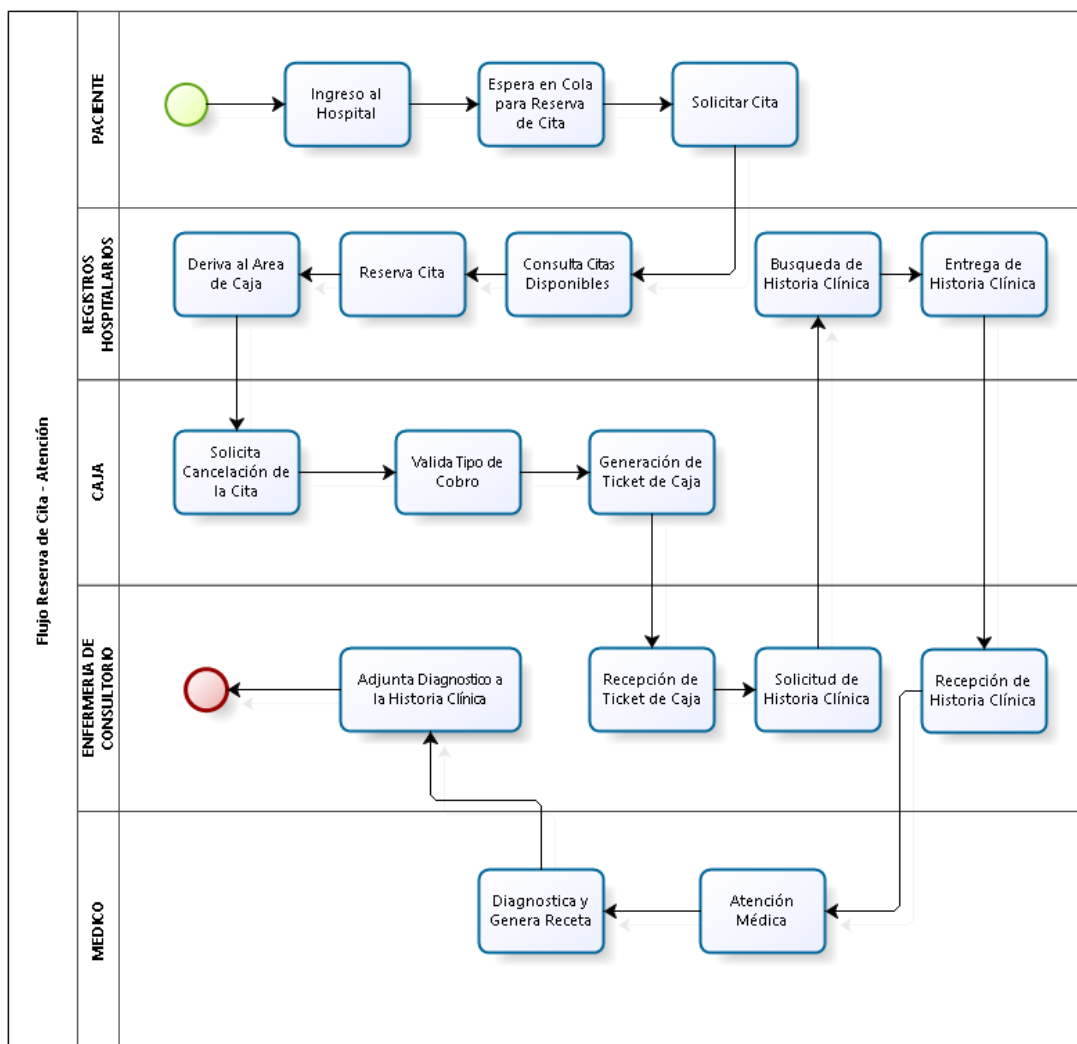 Flujo Reserva de Cita - Atención
PACIENTE
Ingreso al
Hospital
Espera en Cola
para Reserva
de Cita
Solicitar Cita
REGISTROS
HOSPITALARIOS
Deriva al Area
de Caja
Reserva Cita
Consulta Citas
Disponibles
Busqueda de
Historia Clínica
Entrega de
Historia Clínica
CAJA
Solicita
Cancelación de
la Cita
Valida Tipo de
Cobro
Generación de
Ticket de Caja
ENFERMERIA DE
CONSULTORIO
Adjunta Diagnostico a
la Historia Clínica
Recepción de
Ticket de Caja
Solicitud de
Historia Clínica
Recepción de
Historia Clínica
MEDICO
Diagnostica y
Genera Receta
Atención
Médica